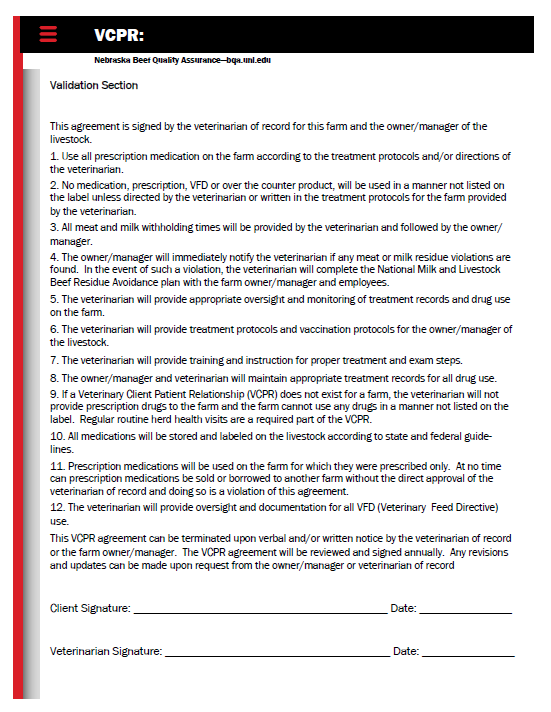 VCPR:
Nebraska Beef Quality Assurance—bqa.unl.edu
Validation Section
This agreement is signed by the veterinarian of record for this farm and the owner/manager of the
livestock.
1. Use all prescription medication on the farm according to the treatment protocols and/or directions of
the veterinarian.
2. No medication, prescription, VFD or over the counter product, will be used in a manner not listed on
the label unless directed by the veterinarian or written in the treatment protocols for the farm provided
by the veterinarian.
3. All meat and milk withholding times will be provided by the veterinarian and followed by the owner/
manager.
4. The owner/manager will immediately notify the veterinarian if any meat or milk residue violations are
found.  In the event of such a violation, the veterinarian will complete the National Milk and Livestock
Beef Residue Avoidance plan with the farm owner/manager and employees.
5. The veterinarian will provide appropriate oversight and monitoring of treatment records and drug use
on the farm.
6. The veterinarian will provide treatment protocols and vaccination protocols for the owner/manager of
the livestock.
7. The veterinarian will provide training and instruction for proper treatment and exam steps.
8. The owner/manager and veterinarian will maintain appropriate treatment records for all drug use.
9. If a Veterinary Client Patient Relationship (VCPR) does not exist for a farm, the veterinarian will not
provide prescription drugs to the farm and the farm cannot use any drugs in a manner not listed on the
label.  Regular routine herd health visits are a required part of the VCPR.
10. All medications will be stored and labeled on the livestock according to state and federal guide-
lines.
11. Prescription medications will be used on the farm for which they were prescribed only.  At no time
can prescription medications be sold or borrowed to another farm without the direct approval of the
veterinarian of record and doing so is a violation of this agreement.
12. The veterinarian will provide oversight and documentation for all VFD (Veterinary  Feed Directive)
use.
This VCPR agreement can be terminated upon verbal and/or written notice by the veterinarian of record
or the farm owner/manager.  The VCPR agreement will be reviewed and signed annually.  Any revisions
and updates can be made upon request from the owner/manager or veterinarian of record
Client Signature: ______________________ Date: ______________
Veterinarian Signature: ______________________ Date: ______________